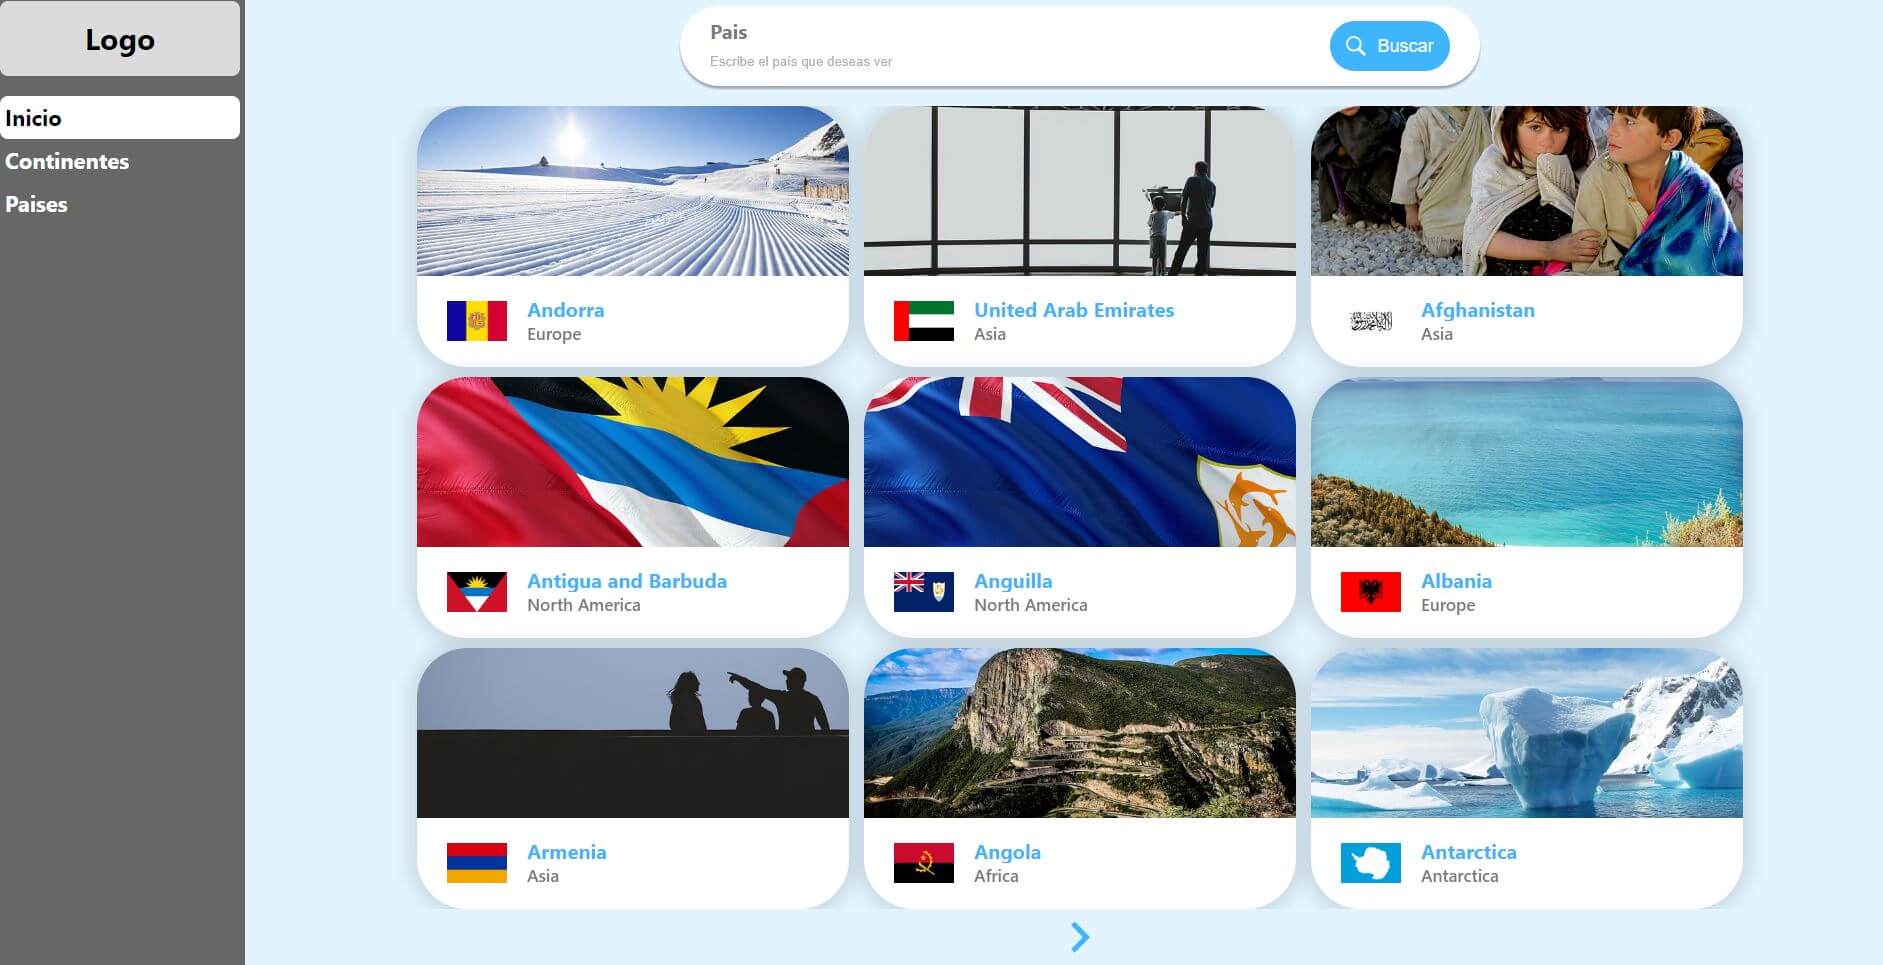 Logo
Inicio
Continentes
Paises
Pais
Escribe el país que deseas ver
Buscar
Andorra
Europe
United Arab Emirates
Asia
Afghanistan
Asia
Antigua and Barbuda
North America
Anguilla
North America
Albania
Europe
Armenia
Asia
Angola
Africa
Antarctica
Antarctica